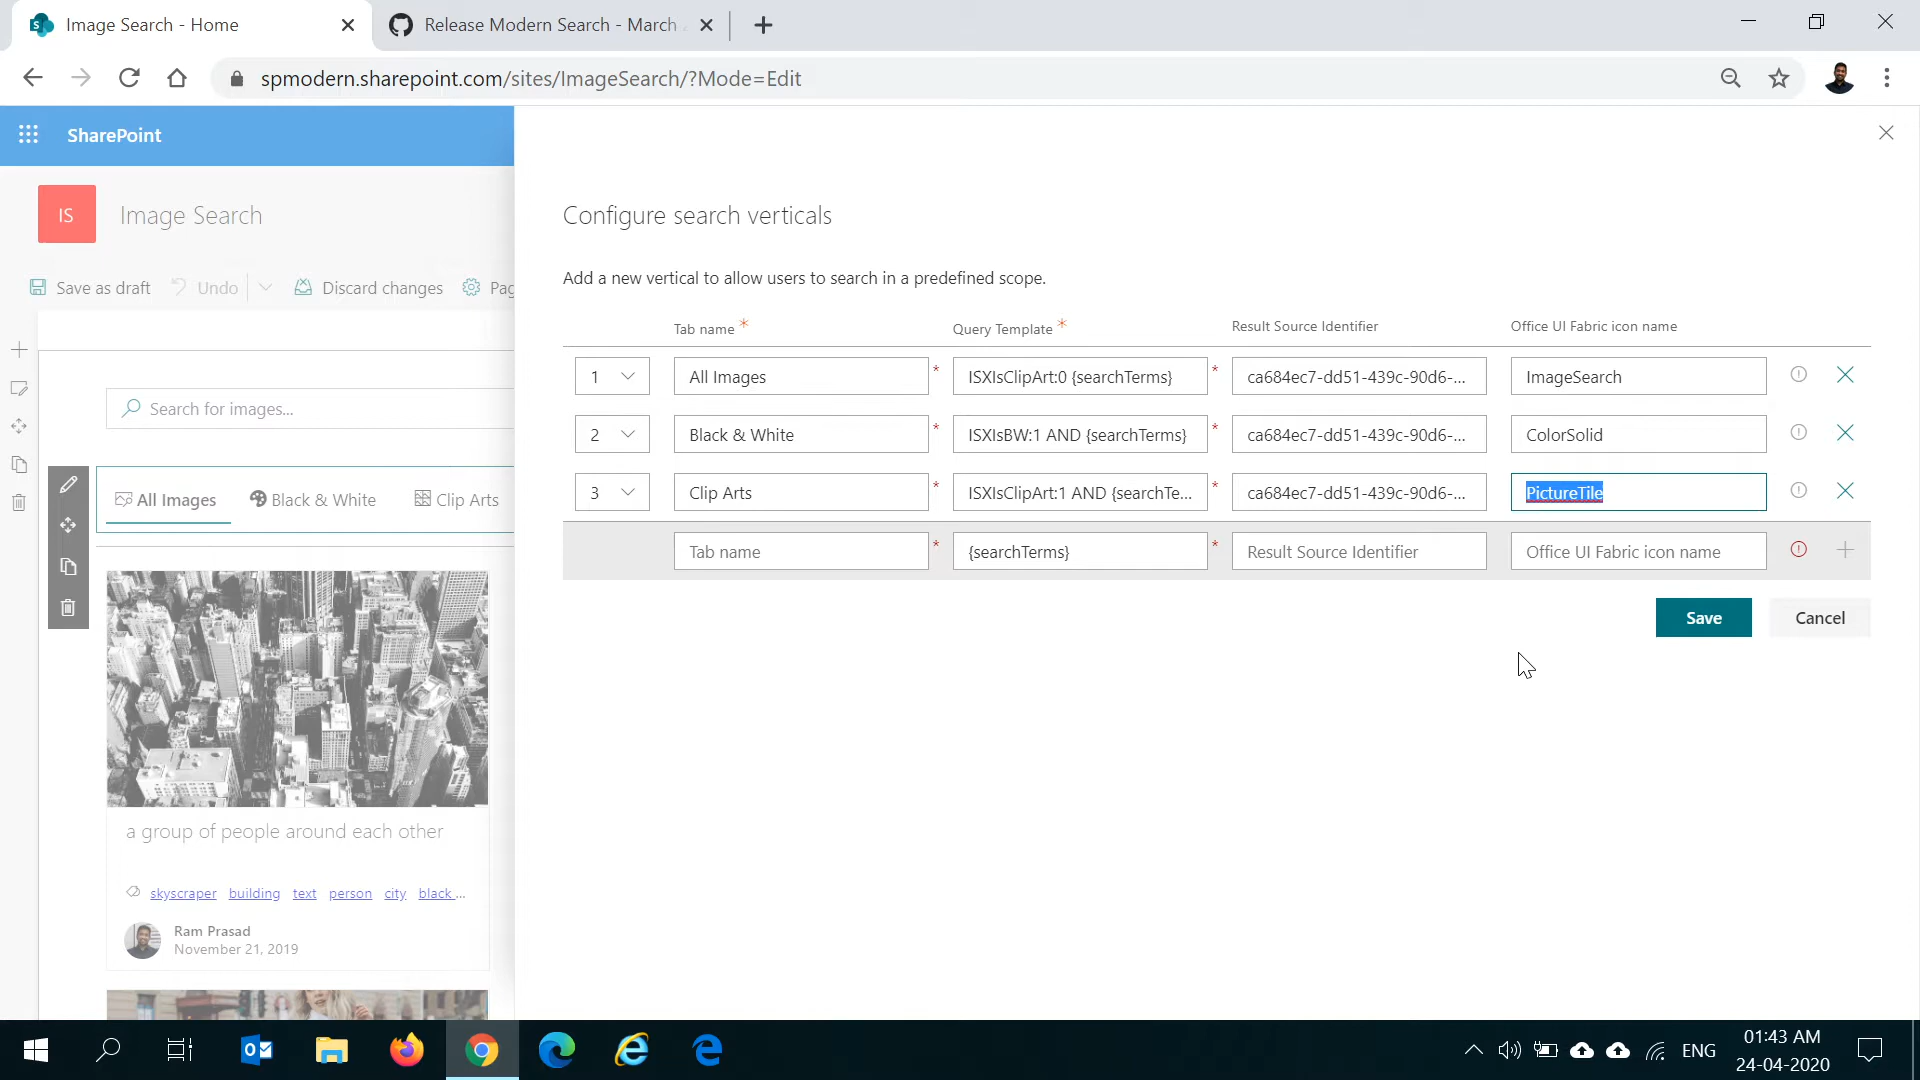 Image Search - Home
Release Modern Search - March
spmodern.sharepoint.com/sites/ImageSearch/?Mode=Edit
SharePoint
IS
Image Search
Save as draft
Undo
Discard changes
Pag
Search for images...
All Images
Black & White
Clip Arts
a group of people around each other
skyscraper building text person city black ...
Ram Prasad
November 21, 2019
Configure search verticals
Add a new vertical to allow users to search in a predefined scope.
Tab name * Query Template * Result Source Identifier Office UI Fabric icon name
1 All Images * ISXIsClipArt:0 {searchTerms} * ca684ec7-dd51-439c-90d6-... ImageSearch
2 Black & White * ISXIsBW:1 AND {searchTerms} * ca684ec7-dd51-439c-90d6-... ColorSolid
3 Clip Arts * ISXIsClipArt:1 AND {searchTe... * ca684ec7-dd51-439c-90d6-... PictureTile
Tab name * {searchTerms} * Result Source Identifier Office UI Fabric icon name
Save
Cancel
ENG
01:43 AM
24-04-2020